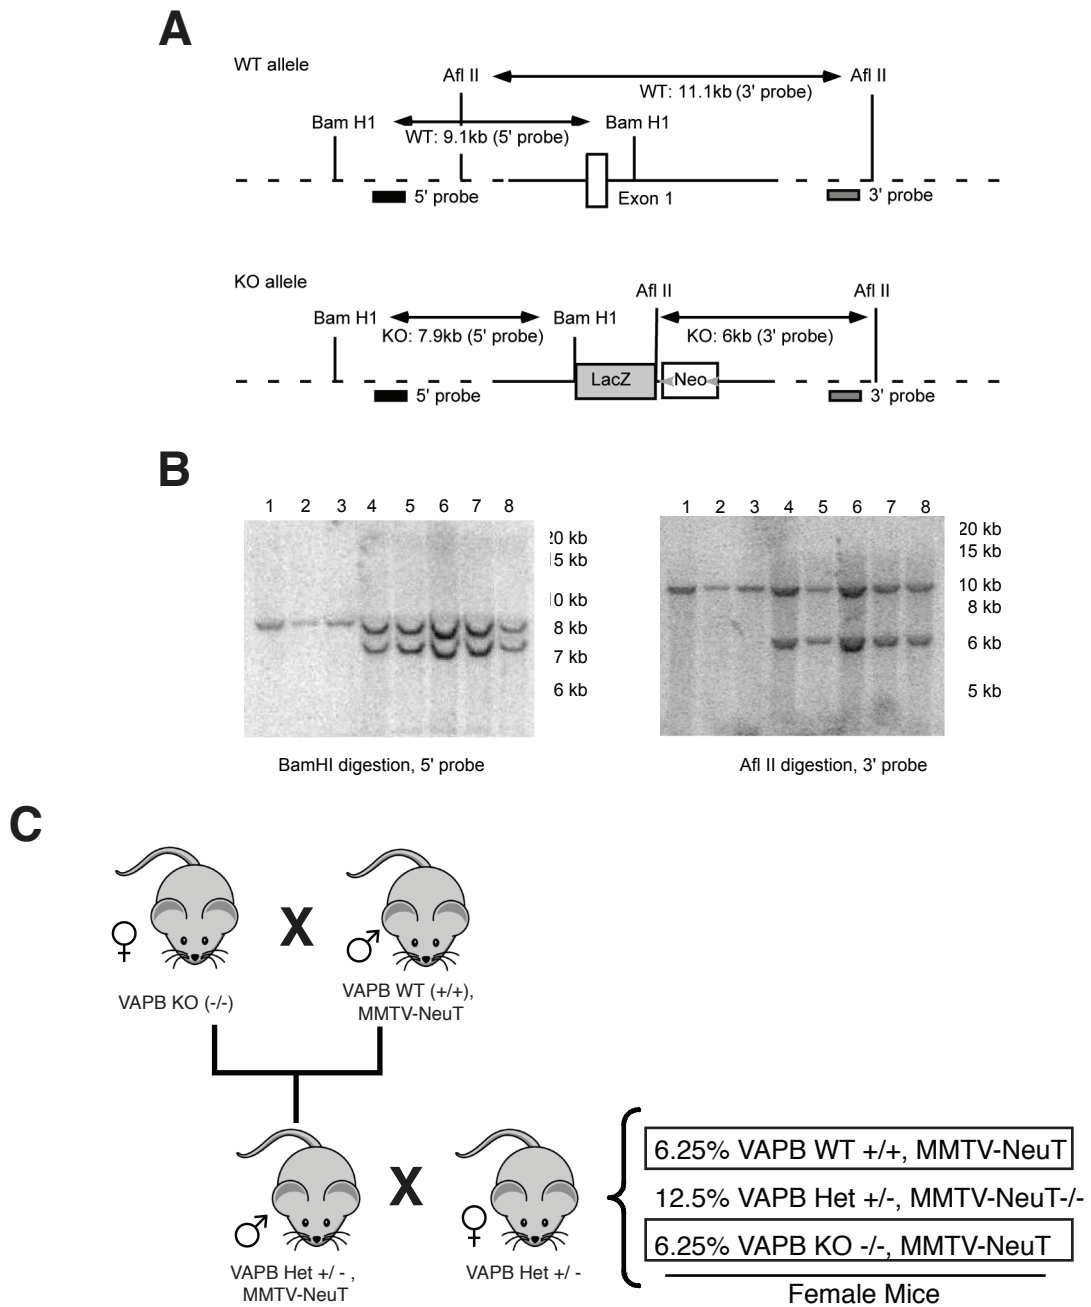 A
WT allele
Afl II
Afl II
WT: 11.1kb (3' probe)
Bam H1
Bam H1
WT: 9.1kb (5' probe)
5' probe
Exon 1
3' probe
KO allele
Afl II
Afl II
Bam H1
Bam H1
KO: 7.9kb (5' probe)
KO: 6kb (3' probe)
LacZ
Neo
5' probe
3' probe
B
1 2 3 4 5 6 7 8
20 kb
15 kb
10 kb
8 kb
7 kb
6 kb
BamHI digestion, 5' probe
1 2 3 4 5 6 7 8
20 kb
15 kb
10 kb
8 kb
6 kb
5 kb
Afl II digestion, 3' probe
C
♀
X
♂
VAPB KO (-/-)
VAPB WT (+/+),
MMTV-NeuT
♂
X
♀
VAPB Het +/ - ,
MMTV-NeuT
VAPB Het +/ -
6.25% VAPB WT +/+, MMTV-NeuT
12.5% VAPB Het +/-, MMTV-NeuT-/-
6.25% VAPB KO -/-, MMTV-NeuT
Female Mice